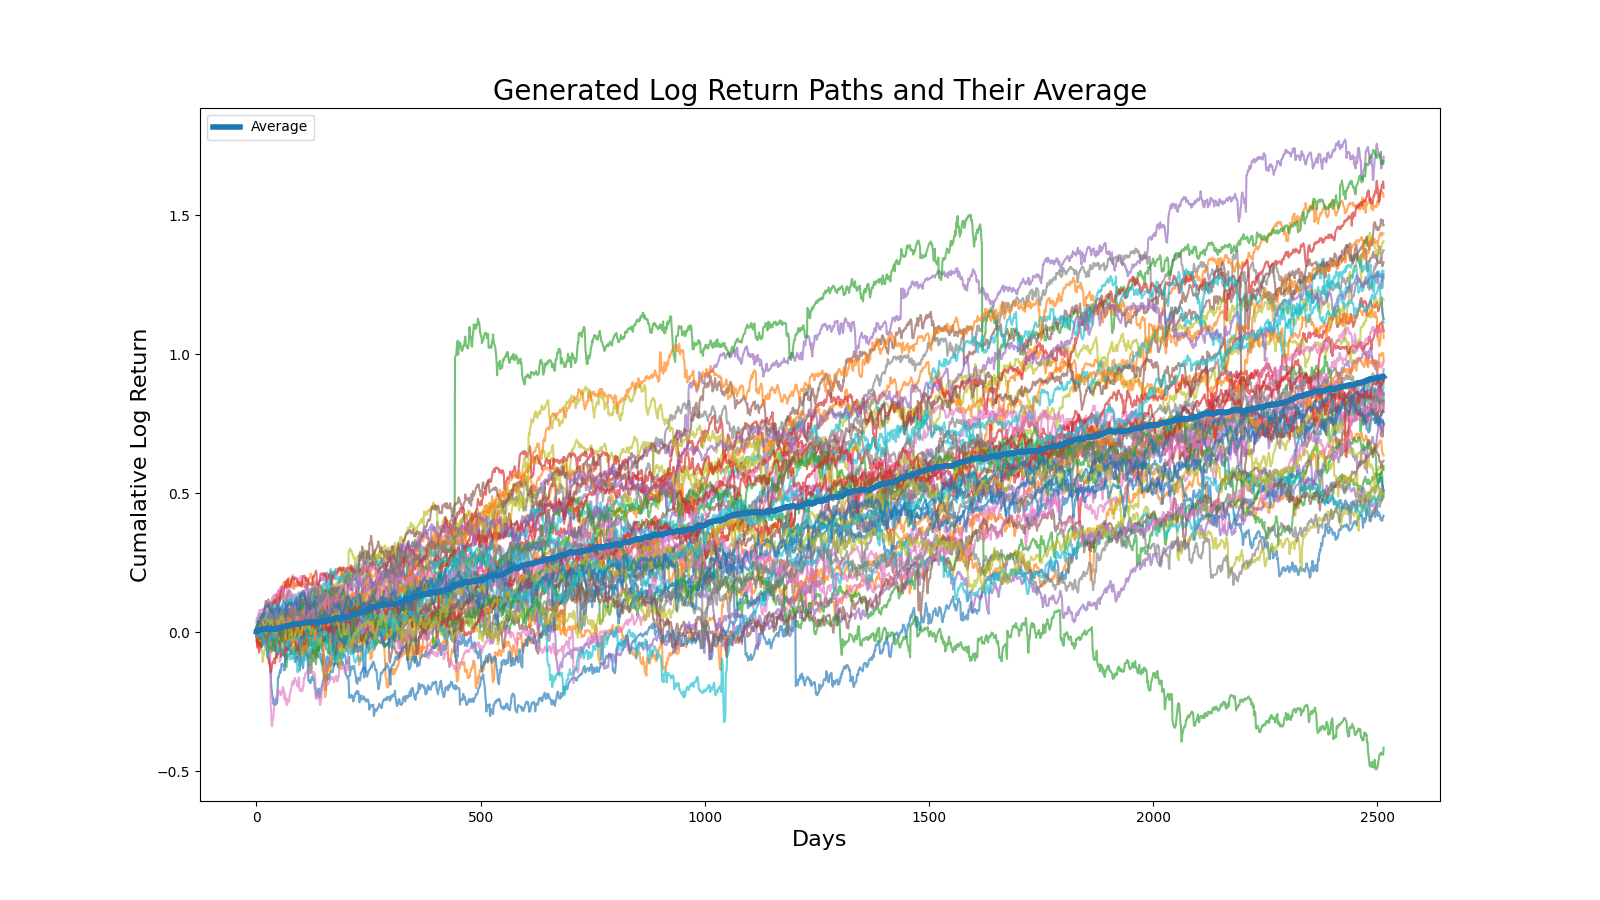 Generated Log Return Paths and Their Average
Average
Cumalative Log Return
1.5
1.0
0.5
0.0
−0.5
0 500 1000 1500 2000 2500
Days